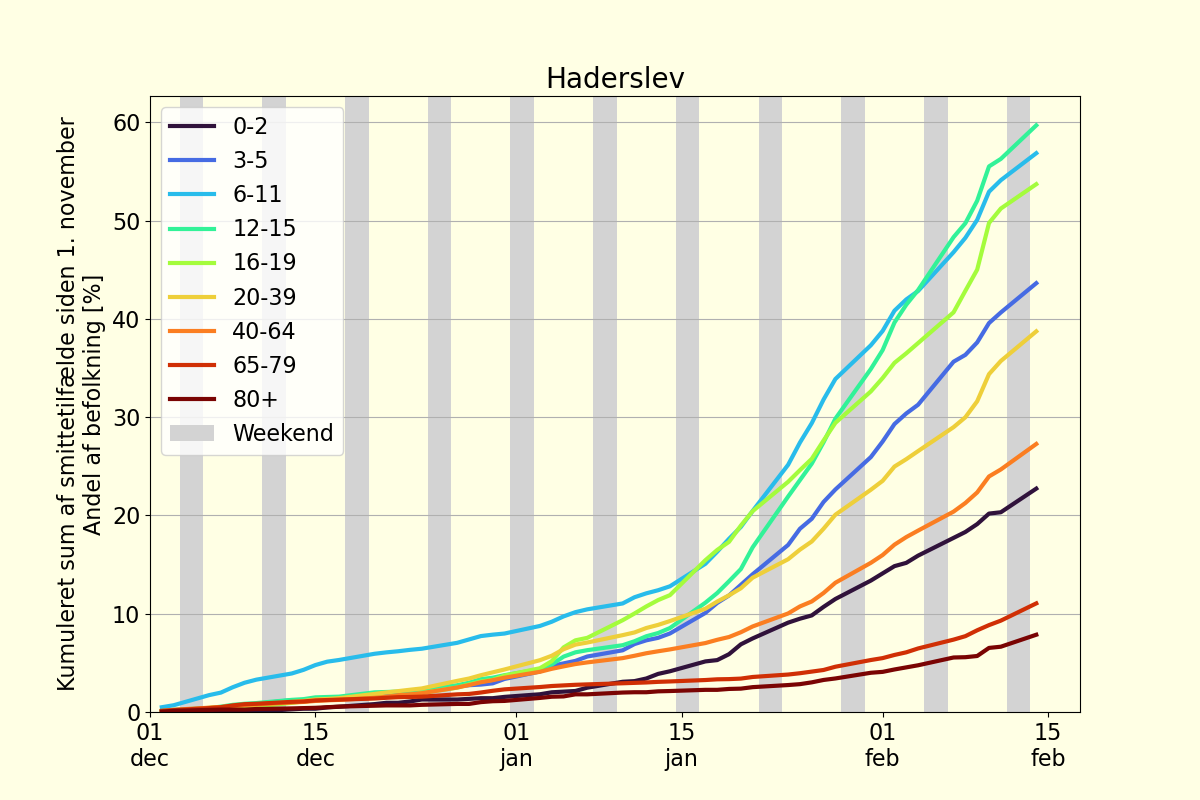 Haderslev
Kumuleret sum af smittetilfælde siden 1. november
Andel af befolkning [%]
60
50
40
30
20
10
0
0-2
3-5
6-11
12-15
16-19
20-39
40-64
65-79
80+
Weekend
01 15 01 15 01 15
dec dec jan jan feb feb